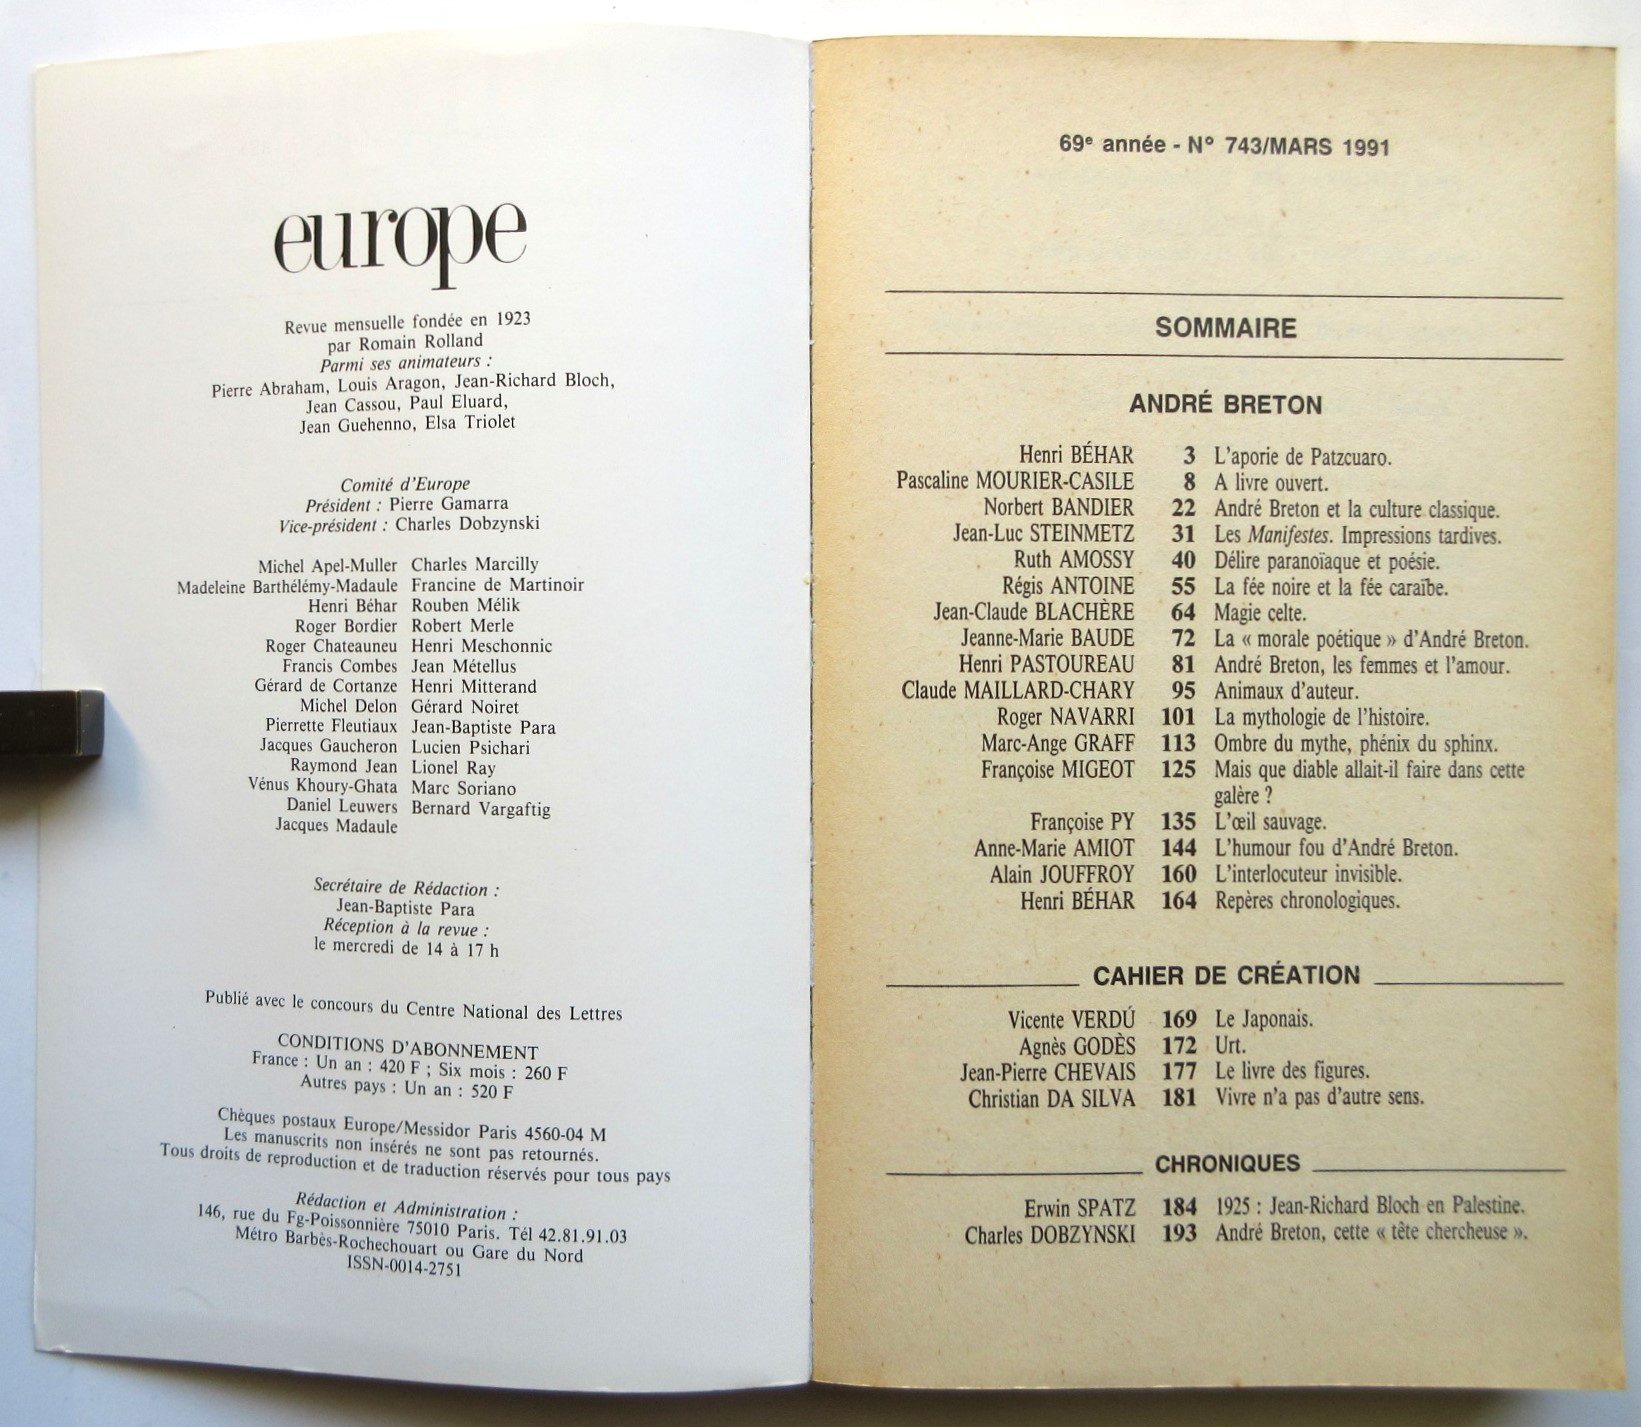 europe
Revue mensuelle fondée en 1923
par Romain Rolland
Parmi ses animateurs :
Pierre Abraham, Louis Aragon, Jean-Richard Bloch,
Jean Cassou, Paul Eluard,
Jean Guehenno, Elsa Triolet
Comité d'Europe
Président : Pierre Gamarra
Vice-président : Charles Dobzynski
Michel Apel-Muller Charles Marcilly
Madeleine Barthélémy-Madaule Francine de Martinoir
Henri Béhar Rouben Mélik
Roger Bordier Robert Merle
Roger Chateauneu Henri Meschonnic
Francis Combes Jean Métellus
Gérard de Cortanze Henri Mitterand
Michel Delon Gérard Noiret
Pierrette Fleutiaux Jean-Baptiste Para
Jacques Gaucheron Lucien Psichari
Raymond Jean Lionel Ray
Vénus Khoury-Ghata Marc Soriano
Daniel Leuwers Bernard Vargaftig
Jacques Madaule
Secrétaire de Rédaction :
Jean-Baptiste Para
Réception à la revue :
le mercredi de 14 à 17 h
Publié avec le concours du Centre National des Lettres
CONDITIONS D'ABONNEMENT
France : Un an : 420 F ; Six mois : 260 F
Autres pays : Un an : 520 F
Chèques postaux Europe/Messidor Paris 4560-04 M
Les manuscrits non insérés ne sont pas retournés.
Tous droits de reproduction et de traduction réservés pour tous pays
Rédaction et Administration :
146, rue du Fg-Poissonnière 75010 Paris. Tél 42.81.91.03
Métro Barbès-Rochechouart ou Gare du Nord
ISSN-0014-2751
69e année - N° 743/MARS 1991
SOMMAIRE
ANDRÉ BRETON
Henri BÉHAR 3 L'aporie de Patzcuaro.
Pascaline MOURIER-CASILE 8 A livre ouvert.
Norbert BANDIER 22 André Breton et la culture classique.
Jean-Luc STEINMETZ 31 Les Manifestes. Impressions tardives.
Ruth AMOSSY 40 Délire paranoïaque et poésie.
Régis ANTOINE 55 La fée noire et la fée caraïbe.
Jean-Claude BLACHÈRE 64 Magie celte.
Jeanne-Marie BAUDE 72 La « morale poétique » d'André Breton.
Henri PASTOUREAU 81 André Breton, les femmes et l'amour.
Claude MAILLARD-CHARY 95 Animaux d'auteur.
Roger NAVARRI 101 La mythologie de l'histoire.
Marc-Ange GRAFF 113 Ombre du mythe, phénix du sphinx.
Françoise MIGEOT 125 Mais que diable allait-il faire dans cette
galère ?
Françoise PY 135 L'œil sauvage.
Anne-Marie AMIOT 144 L'humour fou d'André Breton.
Alain JOUFFROY 160 L'interlocuteur invisible.
Henri BÉHAR 164 Repères chronologiques.
CAHIER DE CRÉATION
Vicente VERDÚ 169 Le Japonais.
Agnès GODÈS 172 Urt.
Jean-Pierre CHEVAIS 177 Le livre des figures.
Christian DA SILVA 181 Vivre n'a pas d'autre sens.
CHRONIQUES
Erwin SPATZ 184 1925 : Jean-Richard Bloch en Palestine.
Charles DOBZYNSKI 193 André Breton, cette « tête chercheuse ».